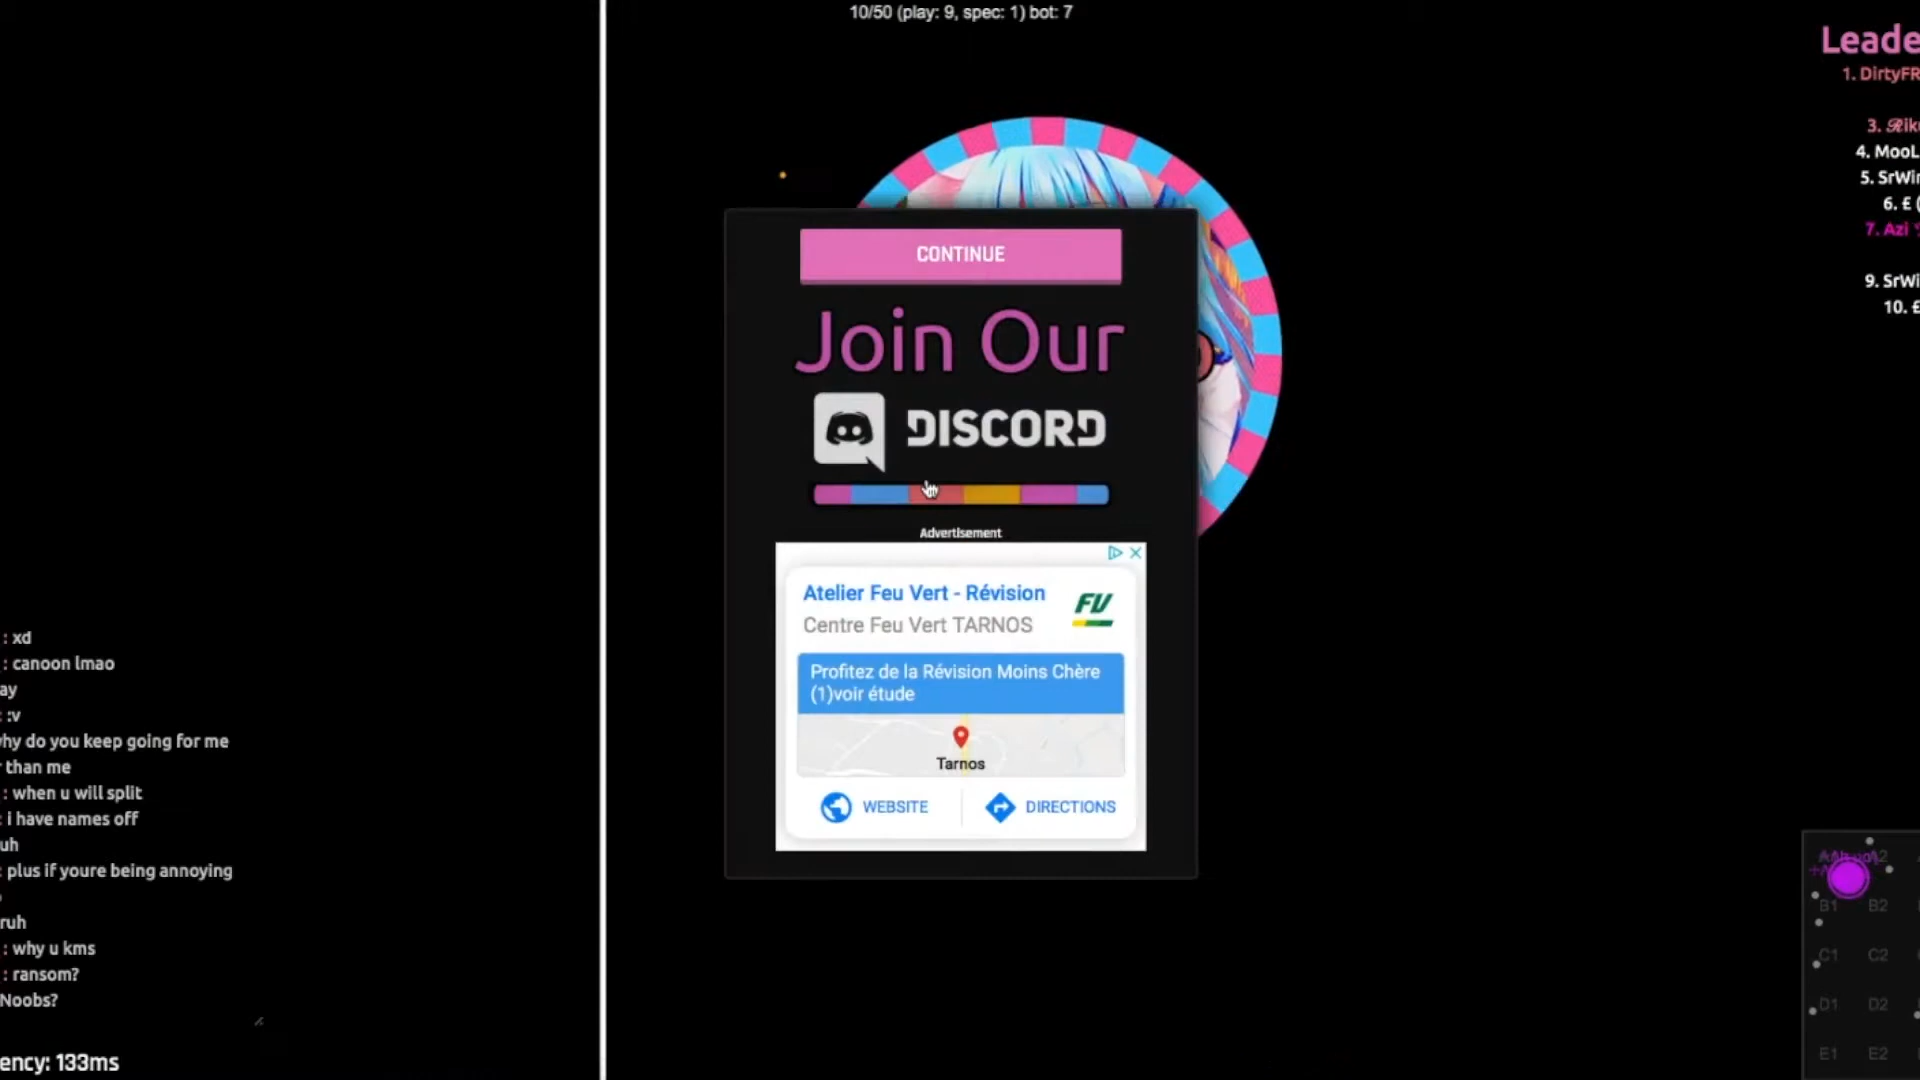 10/50 (play: 9, spec: 1) bot: 7
Leade
1. DirtyFR
3. Rik
4. MooL
5. SrWin
6. £ (
7. Azi
9. SrWi
10. £
CONTINUE
Join Our
DISCORD
Advertisement
Atelier Feu Vert - Révision
Centre Feu Vert TARNOS
FV
Profitez de la Révision Moins Chère
(1)voir étude
Tarnos
WEBSITE
DIRECTIONS
: xd
: canoon lmao
ay
: :v
why do you keep going for me
r than me
: when u will split
: i have names off
uh
: plus if youre being annoying
ruh
: why u kms
: ransom?
Noobs?
ency: 133ms
B1 B2
C1 C2
D1 D2
E1 E2